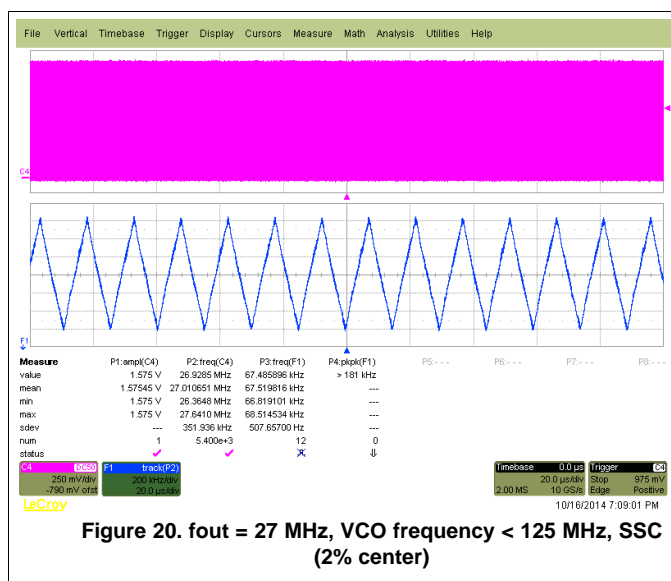 File Vertical Timebase Trigger Display Cursors Measure Math Analysis Utilities Help
C4
F1
Measure P1:ampl(C4) P2:freq(C4) P3:freq(F1) P4:pkpk(F1) P5:--- P6:--- P7:--- P8:---
value 1.575 V 26.9285 MHz 67.485896 kHz > 181 kHz
mean 1.57545 V 27.010651 MHz 67.519816 kHz ---
min 1.575 V 26.3648 MHz 66.819101 kHz ---
max 1.575 V 27.6410 MHz 68.514534 kHz ---
sdev --- 351.936 kHz 507.65700 Hz ---
num 1 5.400e+3 12 0
status
C4 DC50 F1 track(P2) Timebase 0.0 µs Trigger C4
250 mV/div 200 kHz/div 20.0 µs/div Stop 975 mV
-790 mV ofst 20.0 µs/div 2.00 MS 10 GS/s Edge Positive
LeCroy 10/16/2014 7:09:01 PM
Figure 20. fout = 27 MHz, VCO frequency < 125 MHz, SSC
(2% center)